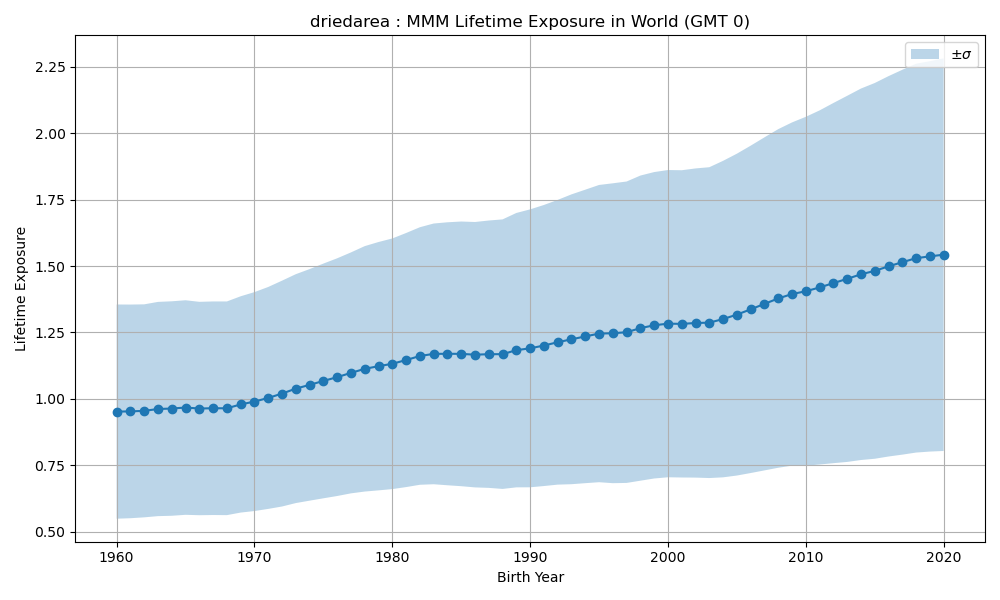 driedarea : MMM Lifetime Exposure in World (GMT 0)
±σ
Lifetime Exposure
2.25
2.00
1.75
1.50
1.25
1.00
0.75
0.50
1960 1970 1980 1990 2000 2010 2020
Birth Year